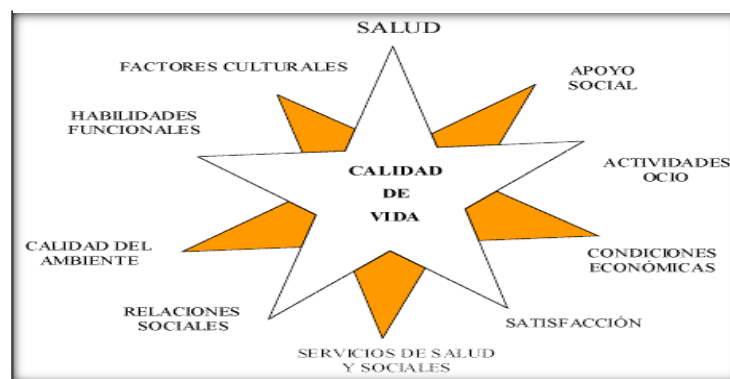 SALUD
FACTORES CULTURALES
APOYO
SOCIAL
HABILIDADES
FUNCIONALES
ACTIVIDADES
OCIO
CALIDAD
DE
VIDA
CALIDAD DEL
AMBIENTE
CONDICIONES
ECONÓMICAS
RELACIONES
SOCIALES
SATISFACCIÓN
SERVICIOS DE SALUD
Y SOCIALES